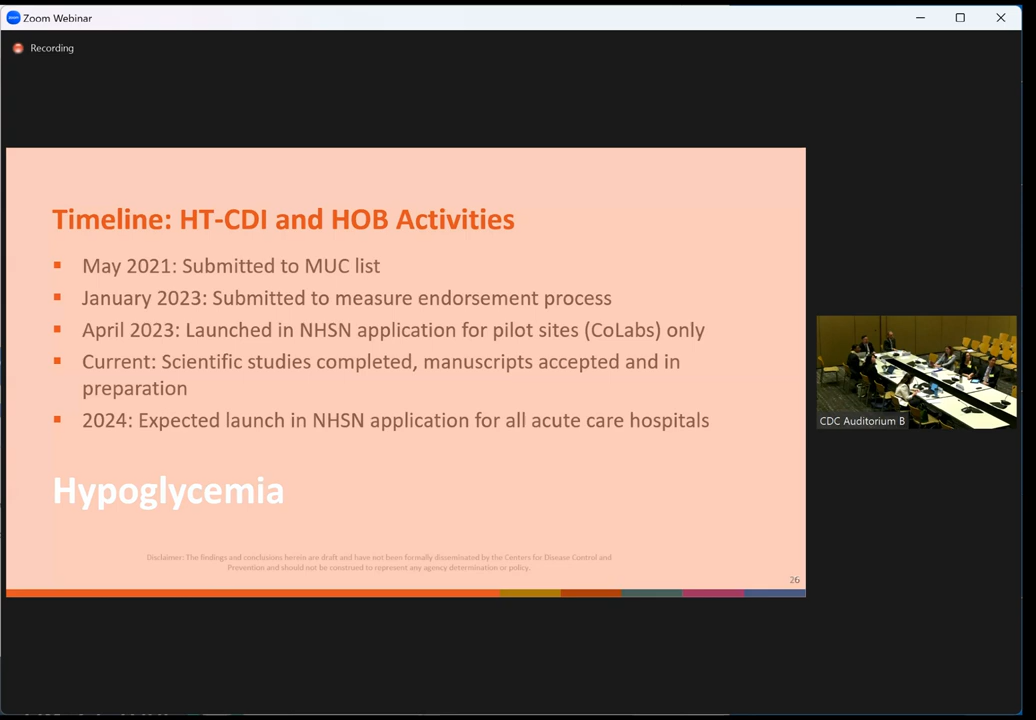 Zoom Webinar
Recording
Timeline: HT-CDI and HOB Activities
May 2021: Submitted to MUC list
January 2023: Submitted to measure endorsement process
April 2023: Launched in NHSN application for pilot sites (CoLabs) only
Current: Scientific studies completed, manuscripts accepted and in
preparation
2024: Expected launch in NHSN application for all acute care hospitals
Hypoglycemia
Disclaimer: The findings and conclusions herein are draft and have not been formally disseminated by the Centers for Disease Control and
Prevention and should not be construed to represent any agency determination or policy.
26
CDC Auditorium B